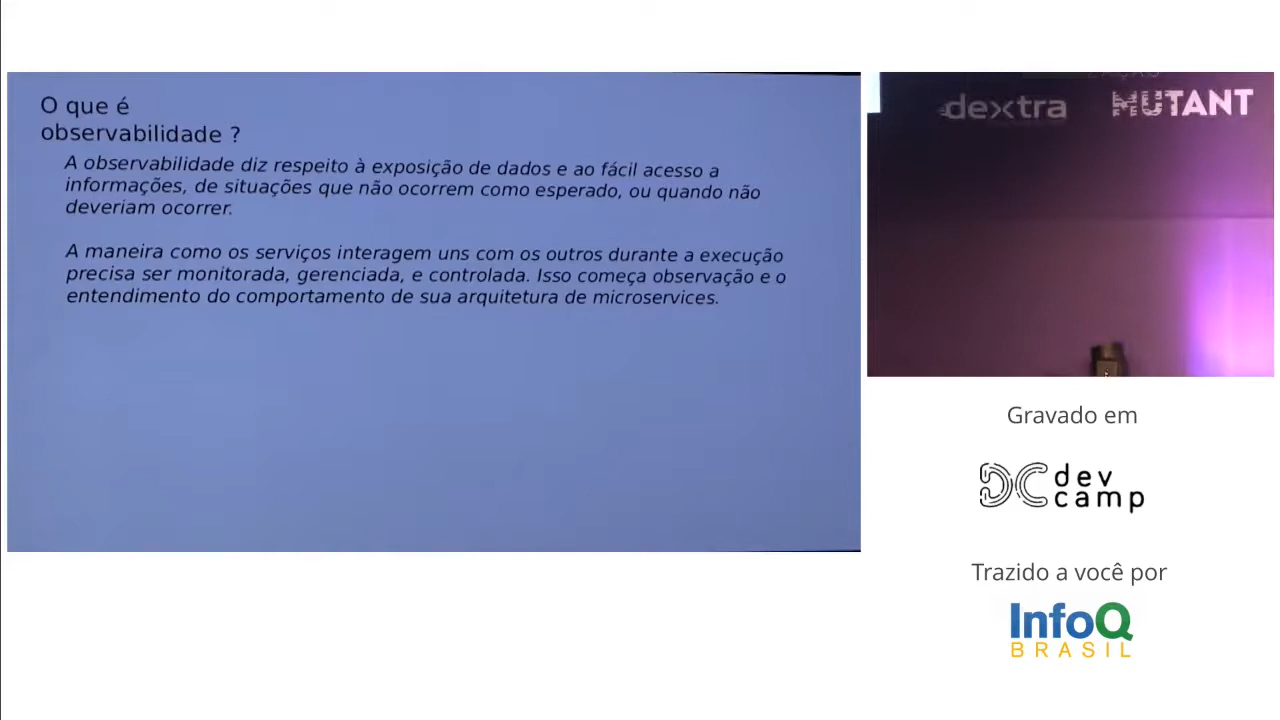 O que é
observabilidade ?
A observabilidade diz respeito à exposição de dados e ao fácil acesso a
informações, de situações que não ocorrem como esperado, ou quando não
deveriam ocorrer.
A maneira como os serviços interagem uns com os outros durante a execução
precisa ser monitorada, gerenciada, e controlada. Isso começa observação e o
entendimento do comportamento de sua arquitetura de microservices.
dextra
MUTANT
Gravado em
DC dev
camp
Trazido a você por
InfoQ
BRASIL